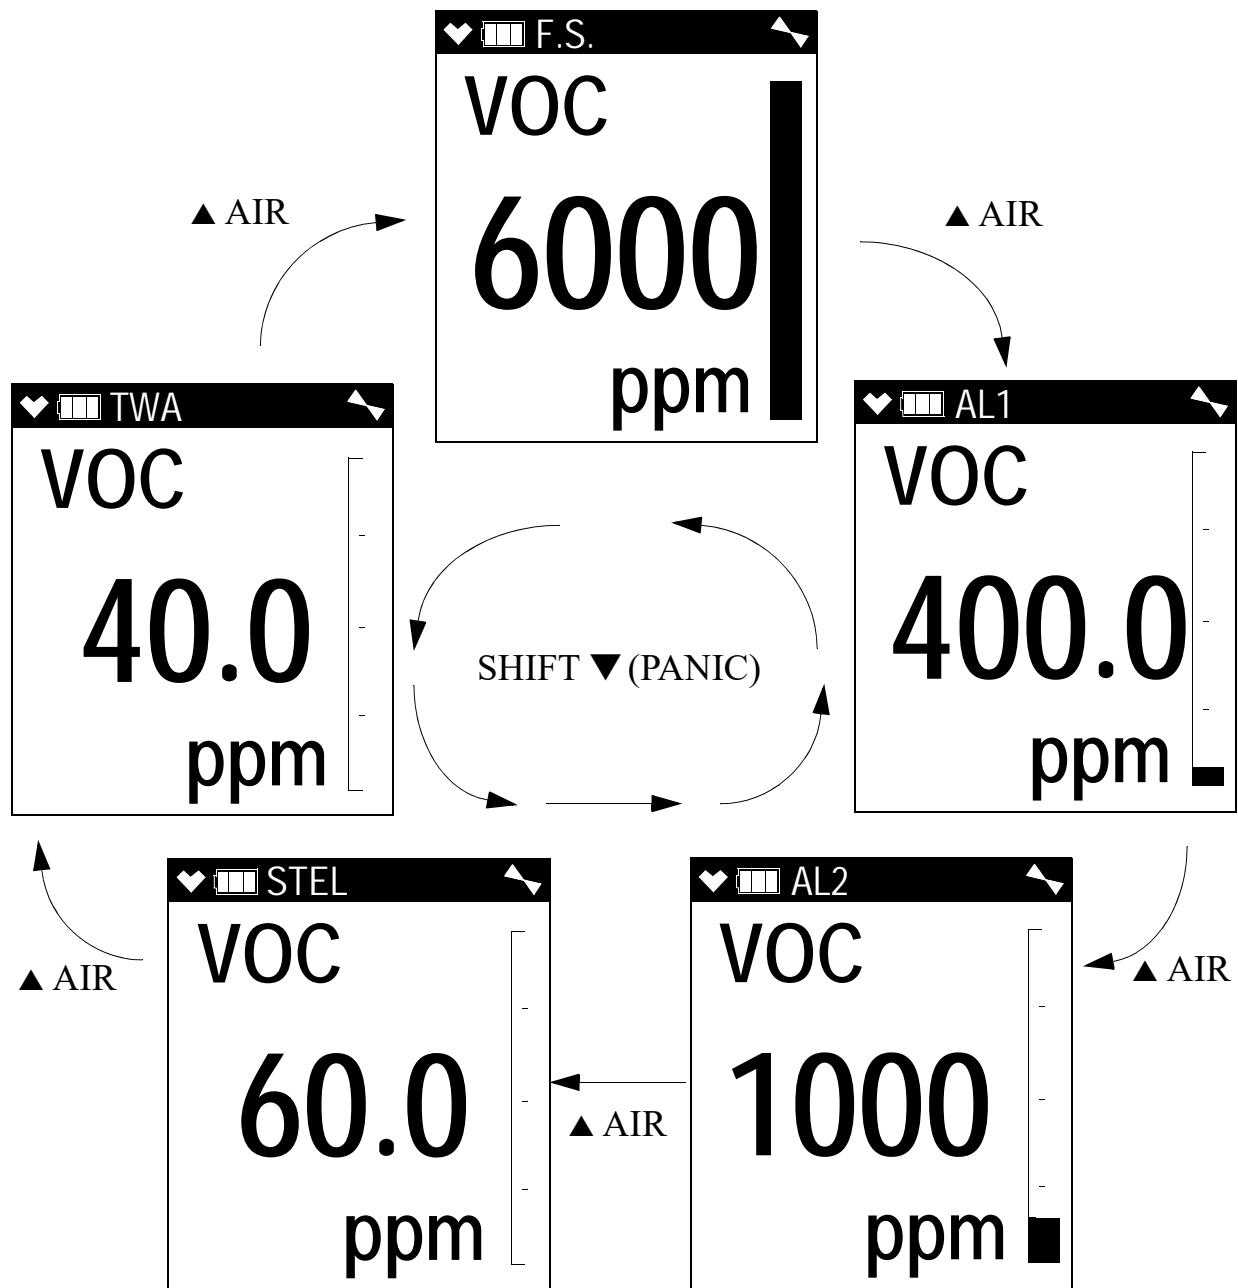 F.S.
VOC
6000
ppm
▲ AIR
▲ AIR
TWA
VOC
40.0
ppm
AL1
VOC
400.0
ppm
SHIFT ▼ (PANIC)
STEL
VOC
60.0
ppm
AL2
VOC
1000
ppm
▲ AIR
▲ AIR
▲ AIR